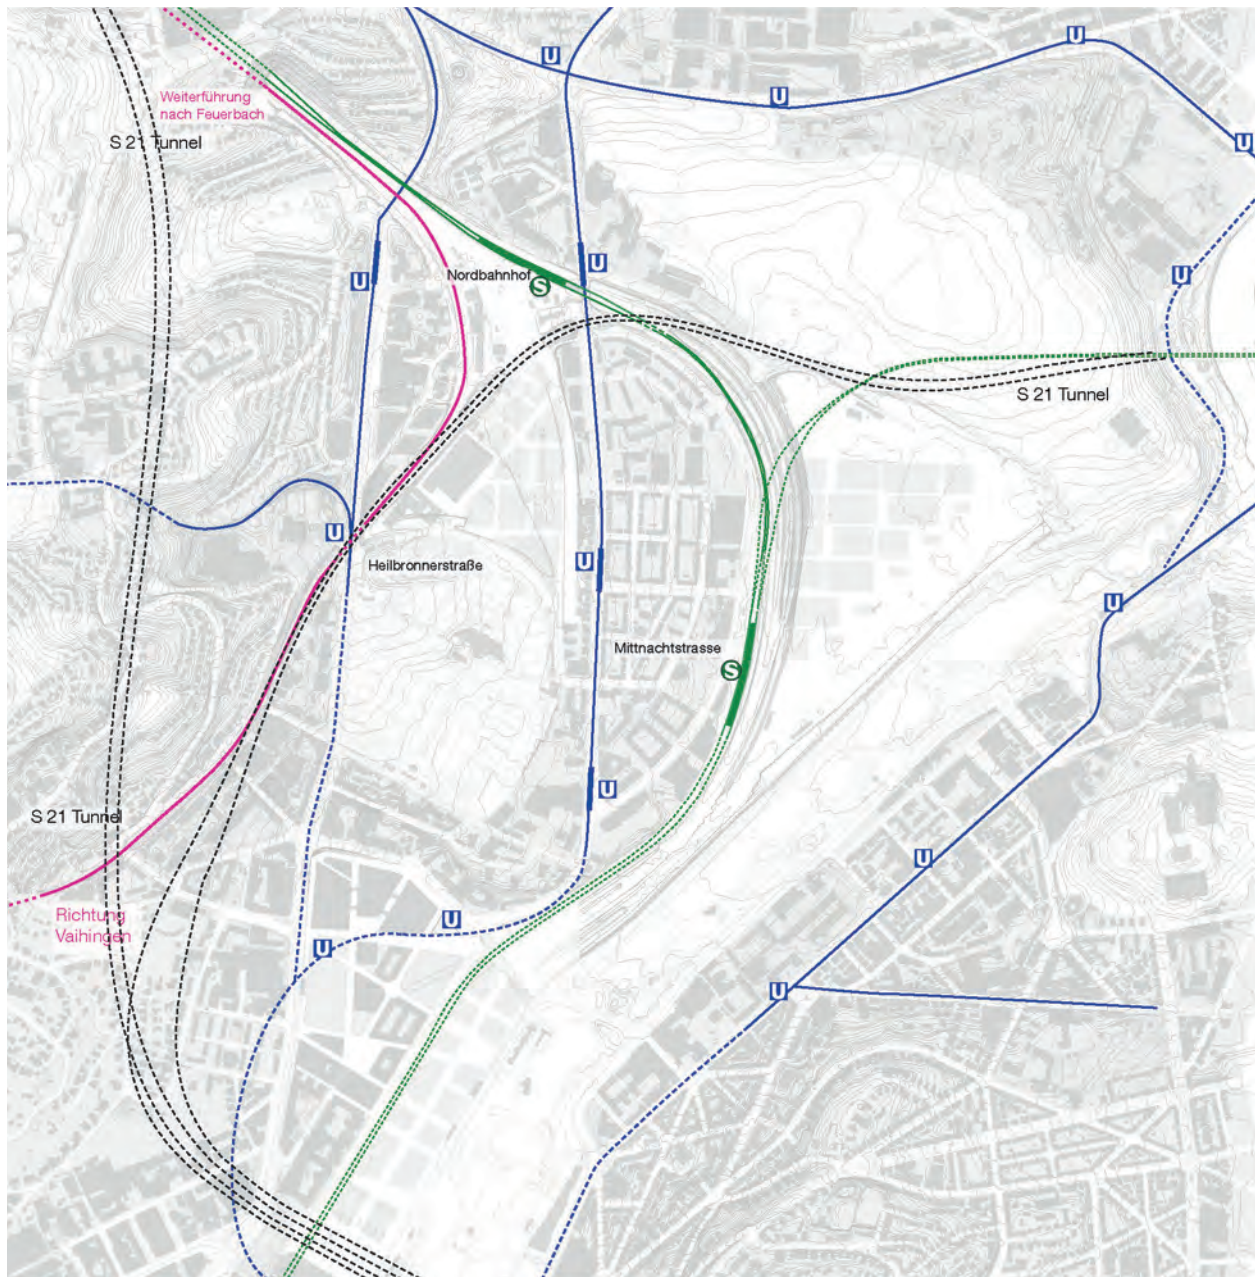 U
U
U
Weiterführung
nach Feuerbach
S 21 Tunnel
U
U
Nordbahnhof
U
U
S
S 21 Tunnel
U
U
Heilbronnerstraße
U
Mittnachtstrasse
S
U
U
S 21 Tunnel
U
Richtung
Vaihingen
U
U
U